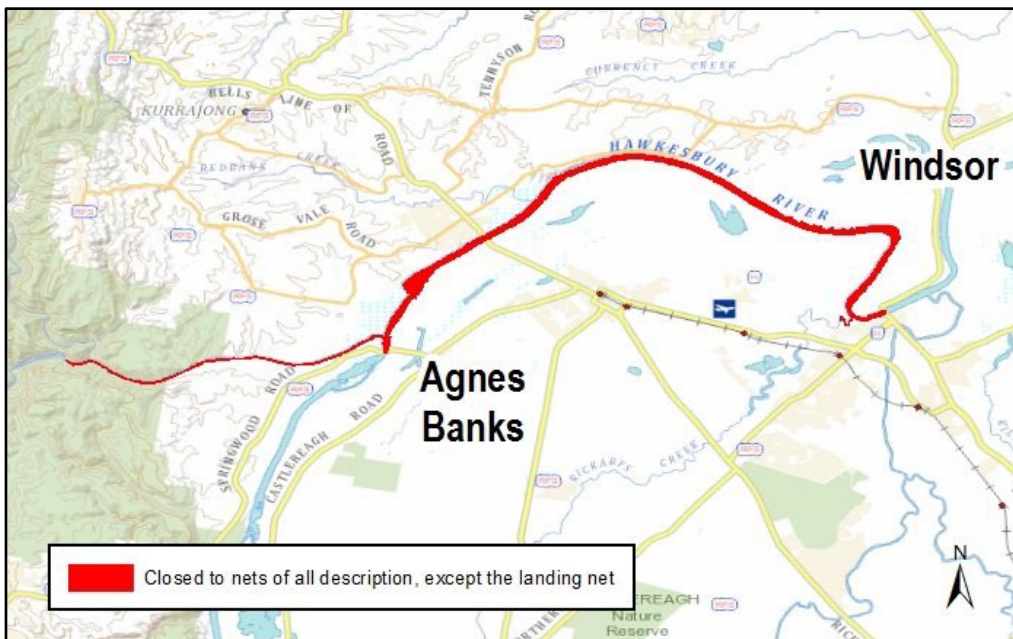 BELLS LINE OF ROAD
KURRAJONG
TENNYSON
CURRENCY CREEK
REDBANK CREEK
HAWKESBURY RIVER
Windsor
GROSE VALE ROAD
Agnes
Banks
SPRINGWOOD ROAD
CASTLEREAGH ROAD
RICKABYS CREEK
N
EREAGH
Nature
Reserve
Closed to nets of all description, except the landing net